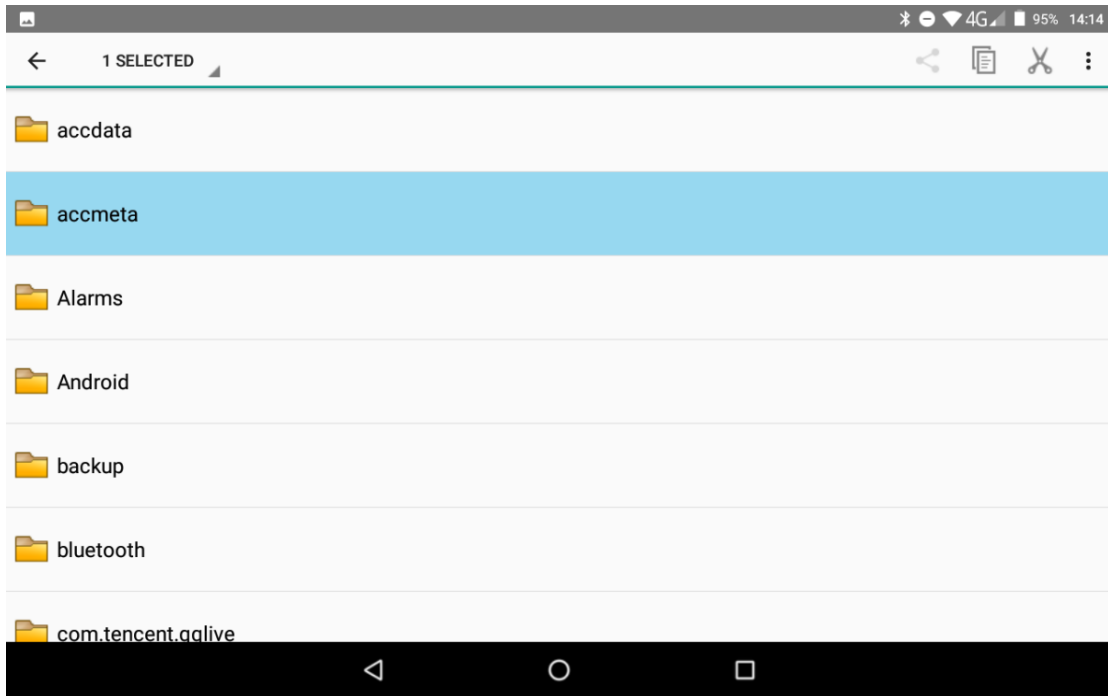 4G 95% 14:14
1 SELECTED
accdata
accmeta
Alarms
Android
backup
bluetooth
com.tencent.qqlive